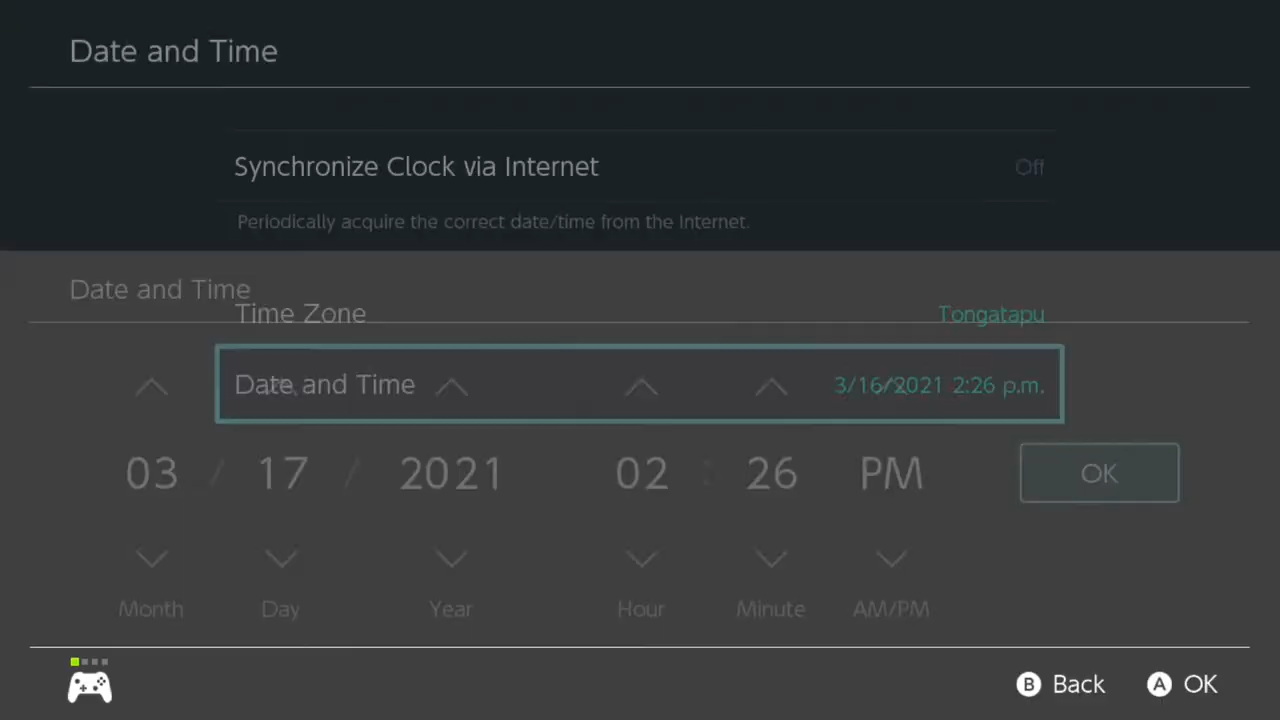 Date and Time
Synchronize Clock via Internet Off
Periodically acquire the correct date/time from the Internet.
Date and Time
Time Zone Tongatapu
Date and Time 3/16/2021 2:26 p.m.
03 / 17 / 2021 02 : 26 PM OK
Month Day Year Hour Minute AM/PM
B Back A OK